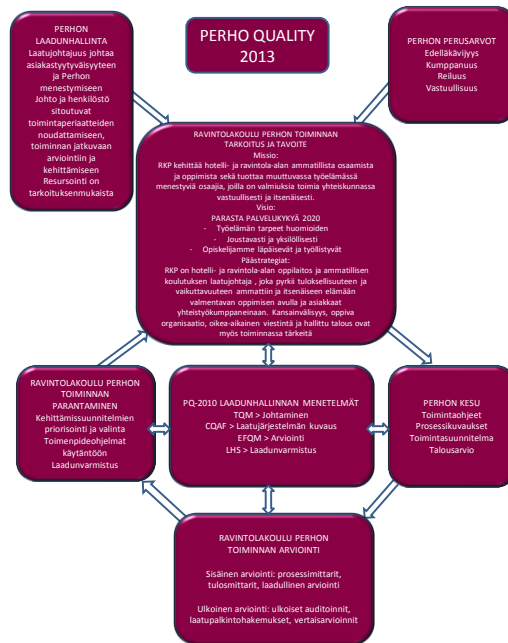 PERHON
LAADUNHALLINTA
Laatujohtajuus johtaa
asiakastyytyväisyyteen
ja Perhon
menestymiseen
Johto ja henkilöstö
sitoutuvat
toimintaperiaatteiden
noudattamiseen,
toiminnan jatkuvaan
arviointiin ja
kehittämiseen
Resursointi on
tarkoituksenmukaista
PERHO QUALITY
2013
PERHON PERUSARVOT
Edelläkävijyys
Kumppanuus
Reiluus
Vastuullisuus
RAVINTOLAKOULU PERHON TOIMINNAN
TARKOITUS JA TAVOITE
Missio:
RKP kehittää hotelli- ja ravintola-alan ammatillista osaamista
ja oppimista sekä tuottaa muuttuvassa työelämässä
menestyviä osaajia, joilla on valmiuksia toimia yhteiskunnassa
vastuullisesti ja itsenäisesti.
Visio:
PARASTA PALVELUKYKYÄ 2020
- Työelämän tarpeet huomioiden
- Joustavasti ja yksilöllisesti
- Opiskelijamme läpäisevät ja työllistyvät
Päästrategiat:
RKP on hotelli- ja ravintola-alan oppilaitos ja ammatillisen
koulutuksen laatujohtaja , joka pyrkii tuloksellisuuteen ja
vaikuttavuuteen ammattiin ja itsenäiseen elämään
valmentavan oppimisen avulla ja asiakkaat
yhteistyökumppaneinaan. Kansainvälisyys, oppiva
organisaatio, oikea-aikainen viestintä ja hallittu talous ovat
myös toiminnassa tärkeitä
RAVINTOLAKOULU PERHON
TOIMINNAN
PARANTAMINEN
Kehittämissuunnitelmien
priorisointi ja valinta
Toimenpideohjelmat
käytäntöön
Laadunvarmistus
PQ-2010 LAADUNHALLINNAN MENETELMÄT
TQM > Johtaminen
CQAF > Laatujärjestelmän kuvaus
EFQM > Arviointi
LHS > Laadunvarmistus
PERHON KESU
Toimintaohjeet
Prosessikuvaukset
Toimintasuunnitelma
Talousarvio
RAVINTOLAKOULU PERHON
TOIMINNAN ARVIOINTI
Sisäinen arviointi: prosessimittarit,
tulosmittarit, laadullinen arviointi
Ulkoinen arviointi: ulkoiset auditoinnit,
laatupalkintohakemukset, vertaisarvioinnit